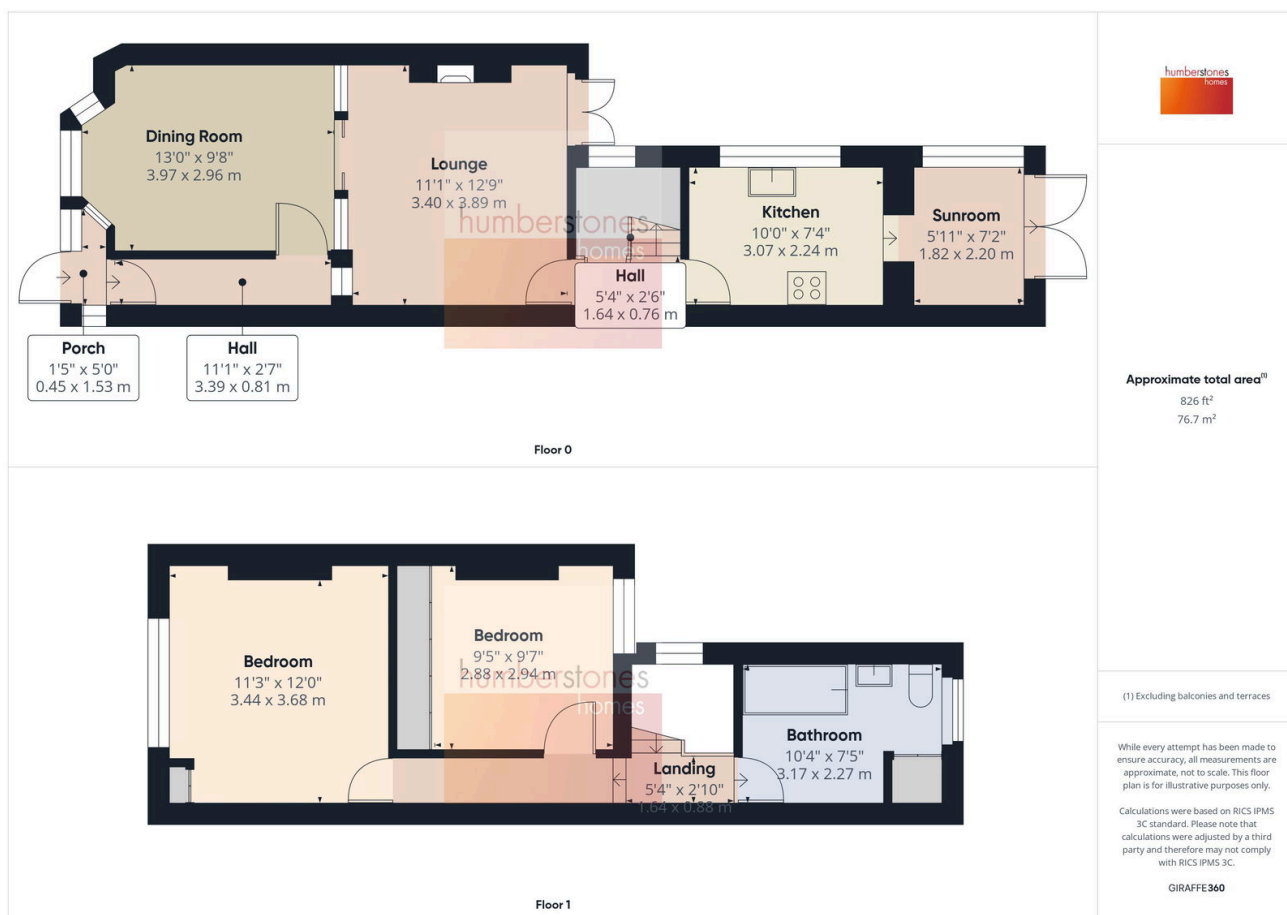 Dining Room
13'0" x 9'8"
3.97 x 2.96 m
Lounge
11'1" x 12'9"
3.40 x 3.89 m
humberstones
homes
Kitchen
10'0" x 7'4"
3.07 x 2.24 m
Sunroom
5'11" x 7'2"
1.82 x 2.20 m
Hall
5'4" x 2'6"
1.64 x 0.76 m
Porch
1'5" x 5'0"
0.45 x 1.53 m
Hall
11'1" x 2'7"
3.39 x 0.81 m
Floor 0
Bedroom
11'3" x 12'0"
3.44 x 3.68 m
Bedroom
9'5" x 9'7"
2.88 x 2.94 m
humberstones
homes
Landing
5'4" x 2'10"
1.64 x 0.88 m
Bathroom
10'4" x 7'5"
3.17 x 2.27 m
Floor 1
humberstones
homes
Approximate total area(1)
826 ft²
76.7 m²
(1) Excluding balconies and terraces
While every attempt has been made to
ensure accuracy, all measurements are
approximate, not to scale. This floor
plan is for illustrative purposes only.
Calculations were based on RICS IPMS
3C standard. Please note that
calculations were adjusted by a third
party and therefore may not comply
with RICS IPMS 3C.
GIRAFFE360